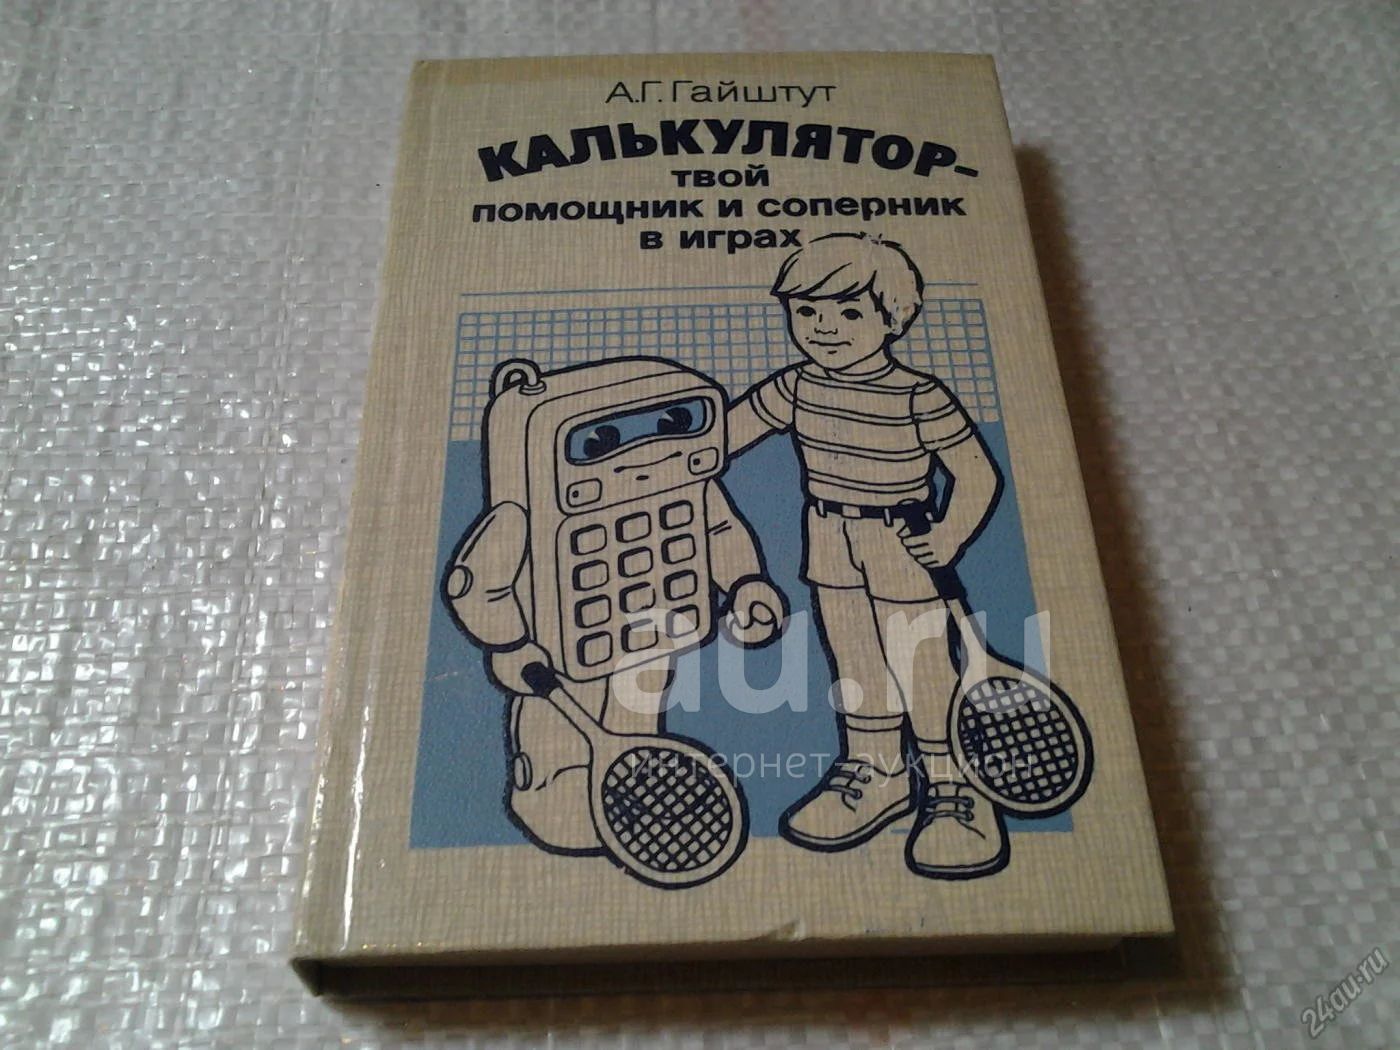 А.Г. Гайштут
КАЛЬКУЛЯТОР-
твой
помощник и соперник
в играх
au.ru
интернет-аукцион
24au.ru